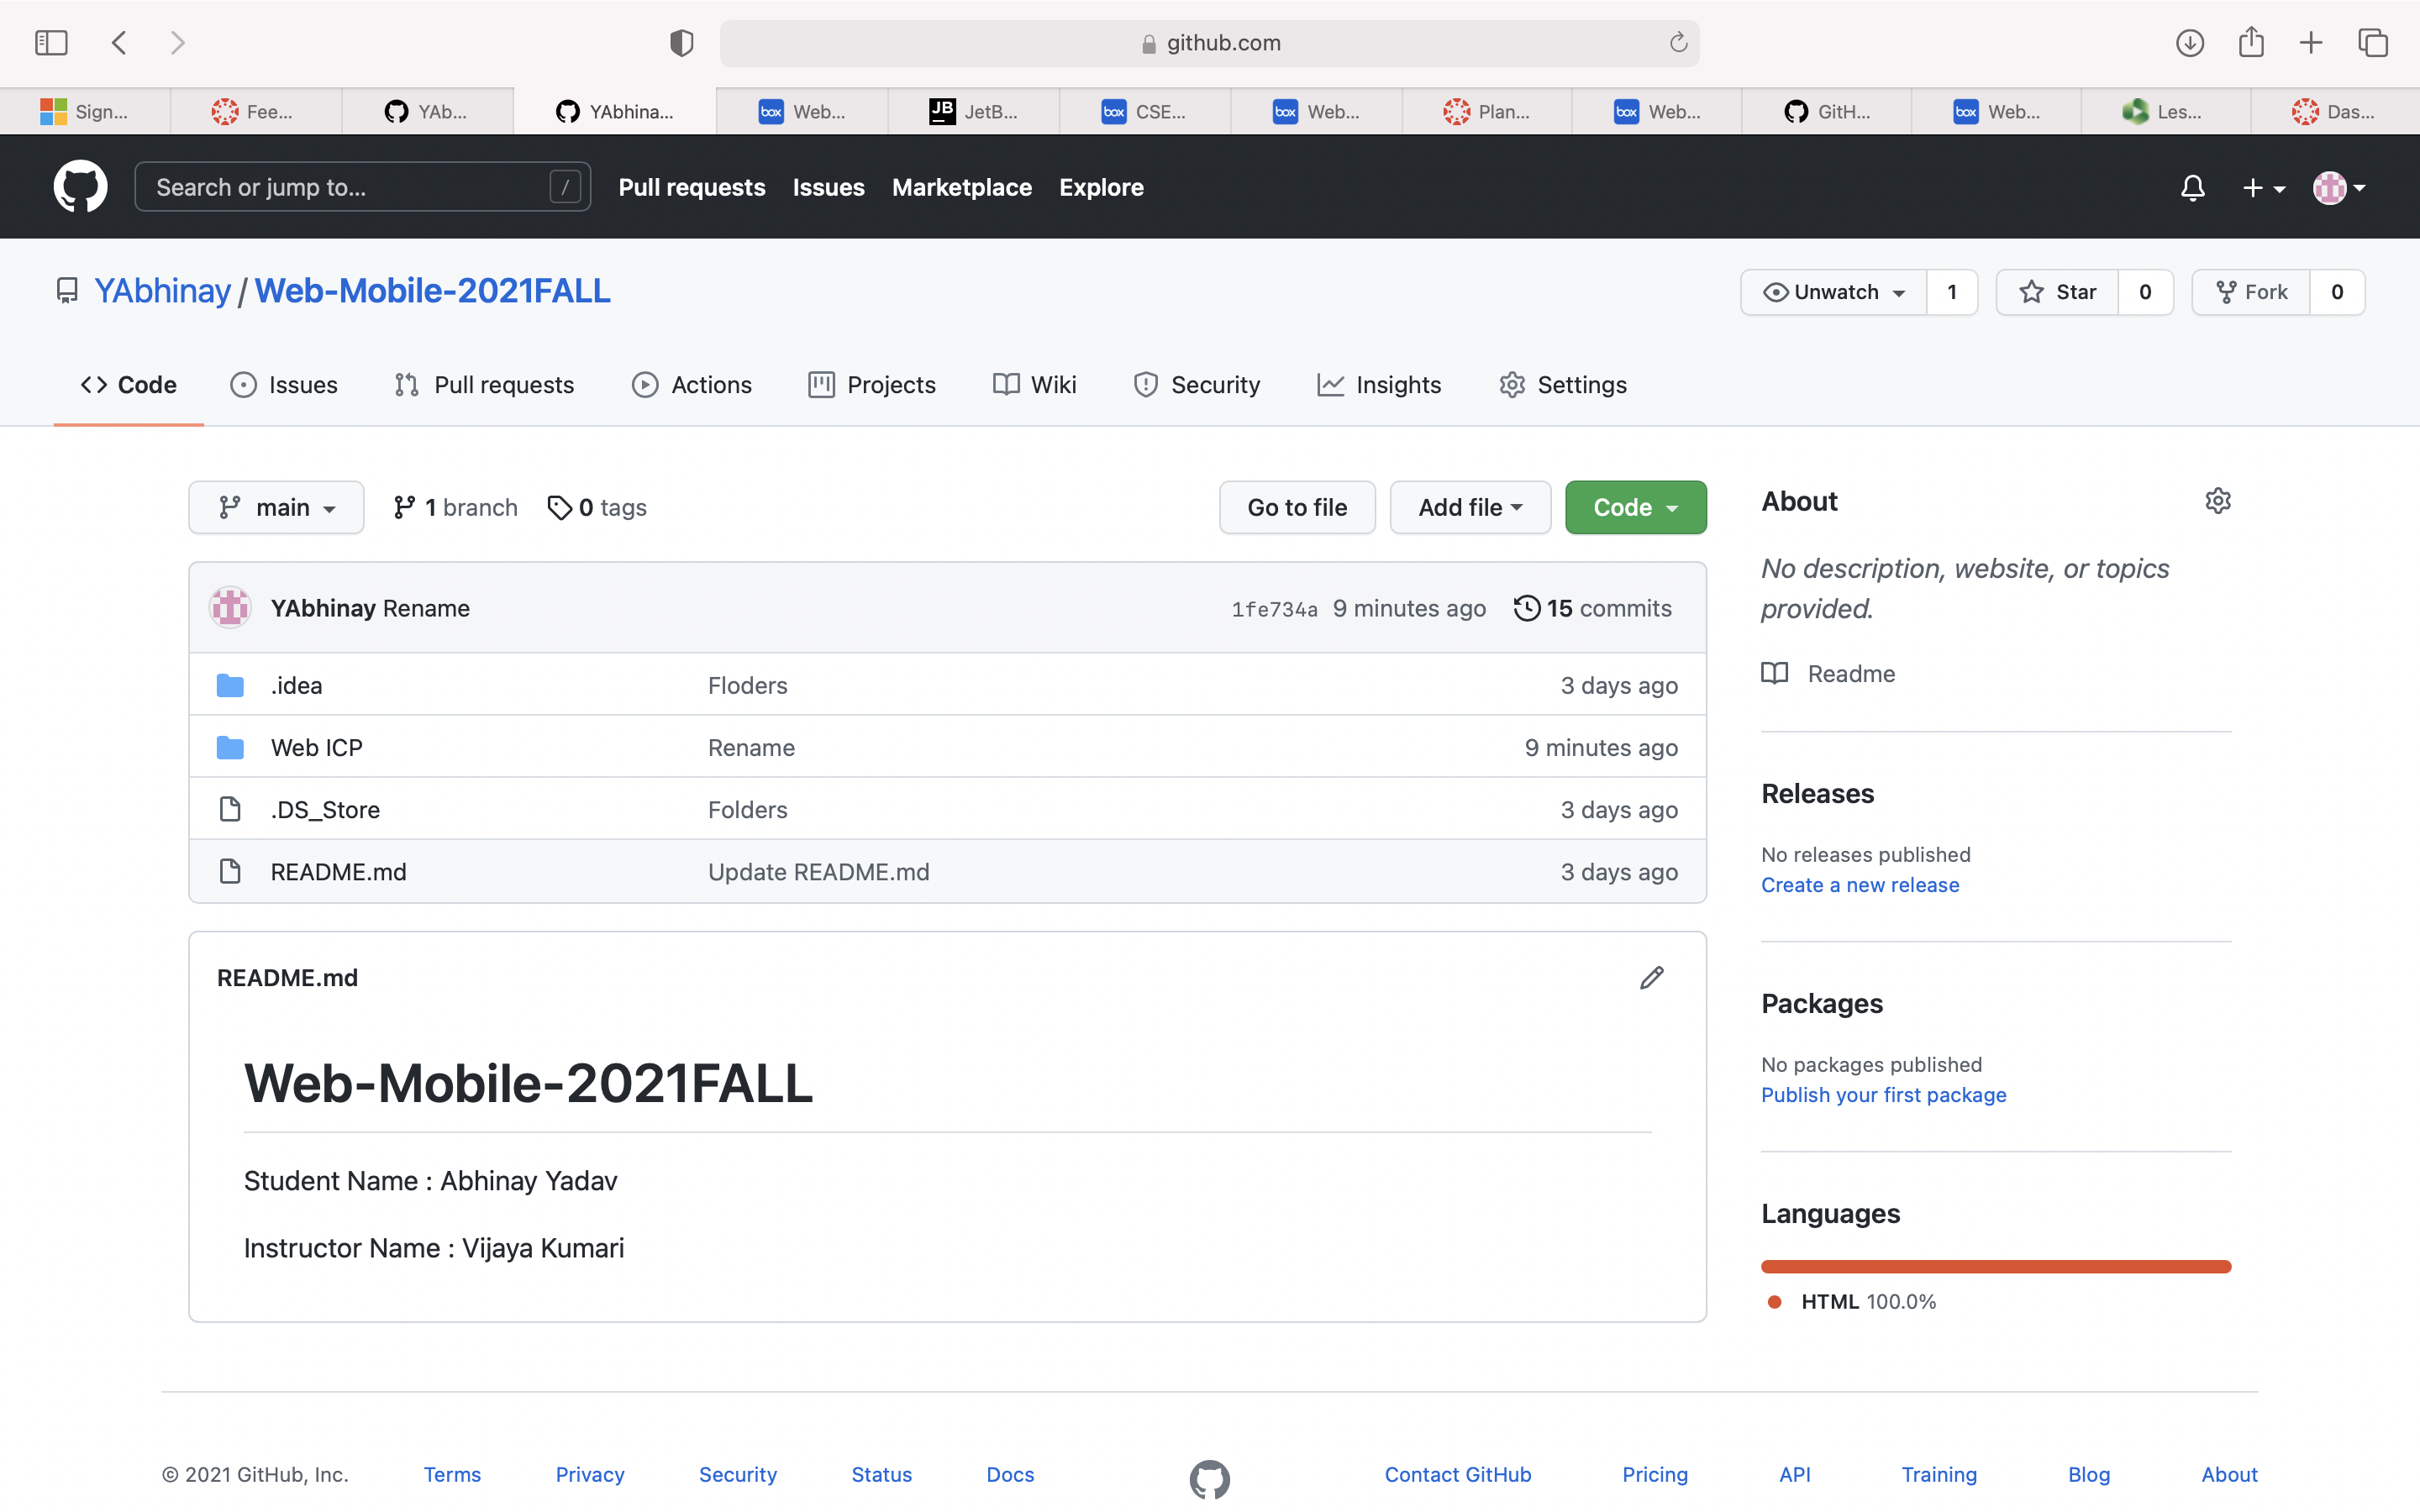 github.com
Sign... Fee... YAb... YAbhina... box Web... JB JetB... box CSE... box Web... Plan... box Web... GitH... box Web... Les... Das...
Search or jump to... / Pull requests Issues Marketplace Explore
YAbhinay / Web-Mobile-2021FALL Unwatch 1 Star 0 Fork 0
Code Issues Pull requests Actions Projects Wiki Security Insights Settings
main 1 branch 0 tags Go to file Add file Code
YAbhinay Rename 1fe734a 9 minutes ago 15 commits
.idea Floders 3 days ago
Web ICP Rename 9 minutes ago
.DS_Store Folders 3 days ago
README.md Update README.md 3 days ago
README.md
Web-Mobile-2021FALL
Student Name : Abhinay Yadav
Instructor Name : Vijaya Kumari
About
No description, website, or topics
provided.
Readme
Releases
No releases published
Create a new release
Packages
No packages published
Publish your first package
Languages
HTML 100.0%
© 2021 GitHub, Inc. Terms Privacy Security Status Docs Contact GitHub Pricing API Training Blog About